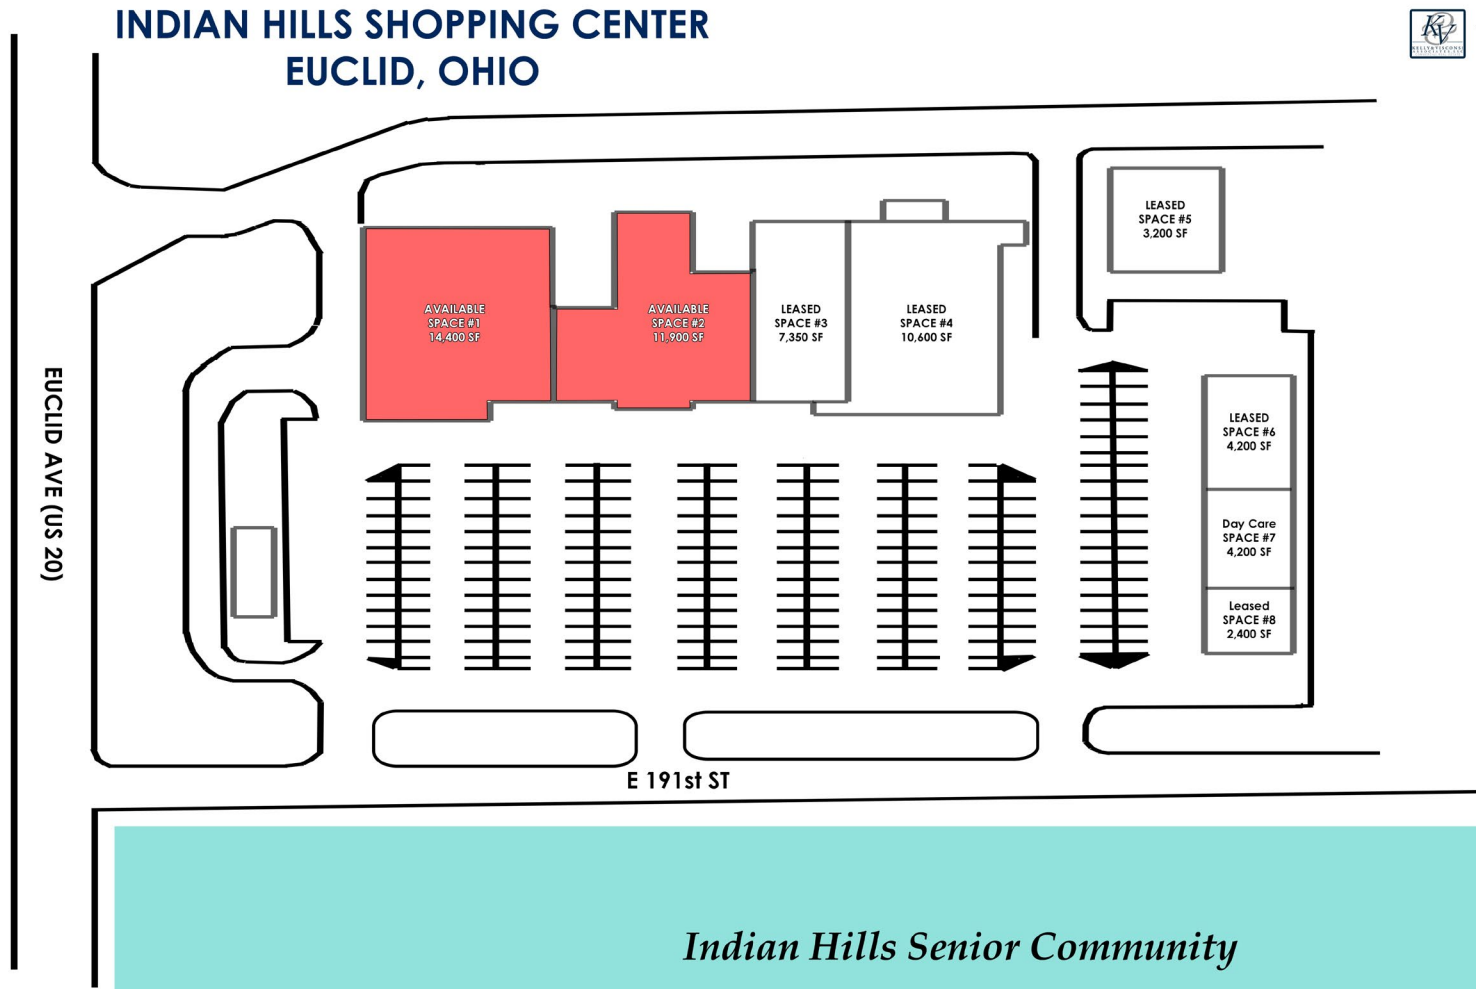 INDIAN HILLS SHOPPING CENTER
EUCLID, OHIO
KV
LEASED
SPACE #5
3,200 SF
AVAILABLE
SPACE #1
14,400 SF
AVAILABLE
SPACE #2
11,900 SF
LEASED
SPACE #3
7,350 SF
LEASED
SPACE #4
10,600 SF
EUCLID AVE (US 20)
LEASED
SPACE #6
4,200 SF
Day Care
SPACE #7
4,200 SF
Leased
SPACE #8
2,400 SF
E 191st ST
Indian Hills Senior Community